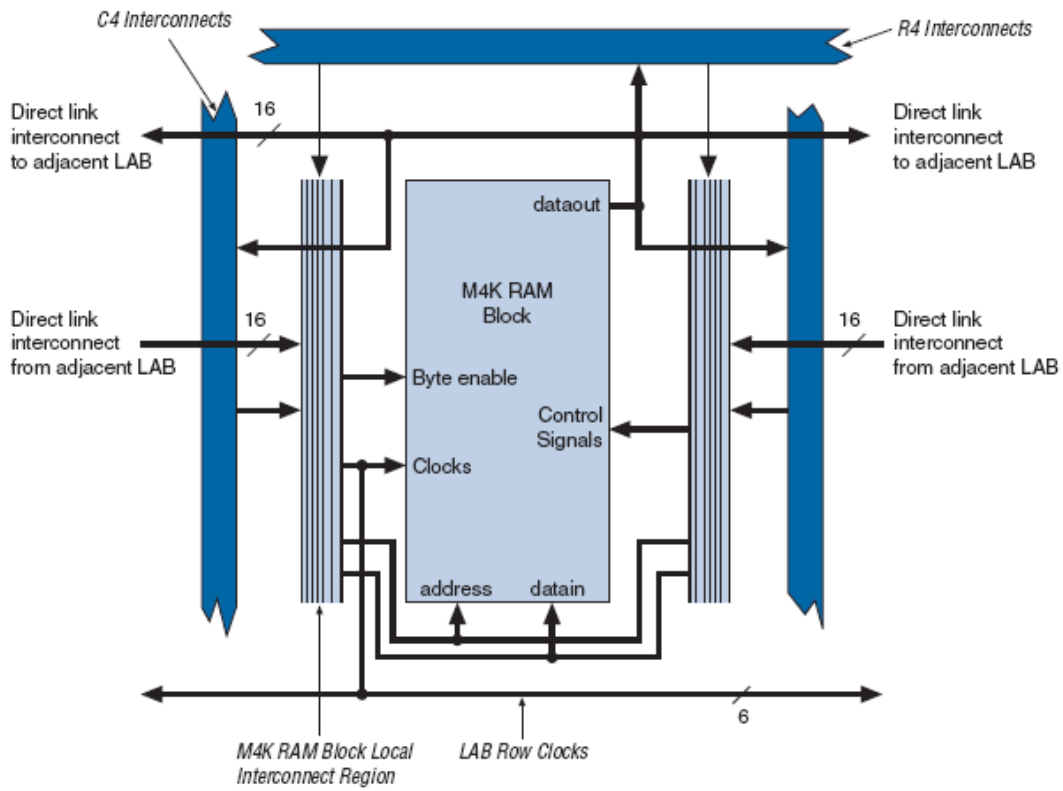 C4 Interconnects
R4 Interconnects
Direct link
interconnect
to adjacent LAB
16
Direct link
interconnect
to adjacent LAB
dataout
M4K RAM
Block
Direct link
interconnect
from adjacent LAB
16
16
Direct link
interconnect
from adjacent LAB
Byte enable
Control
Signals
Clocks
address
datain
6
M4K RAM Block Local
Interconnect Region
LAB Row Clocks